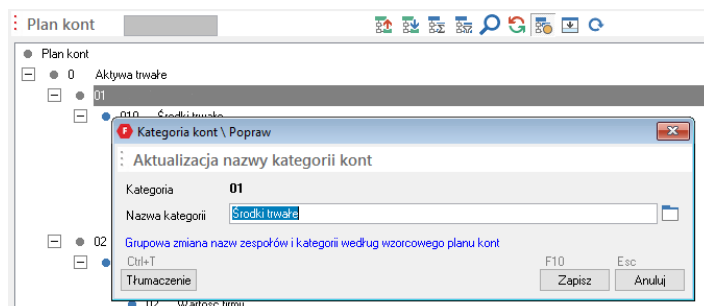 Plan kont
Plan kont
0 Aktywa trwałe
01
010 Środki trwałe
Kategoria kont \ Popraw
Aktualizacja nazwy kategorii kont
Kategoria 01
Nazwa kategorii Środki trwałe
02 Grupowa zmiana nazw zespołów i kategorii według wzorcowego planu kont
Ctrl+T F10 Esc
Tłumaczenie Zapisz Anuluj
02 Wartość firmy